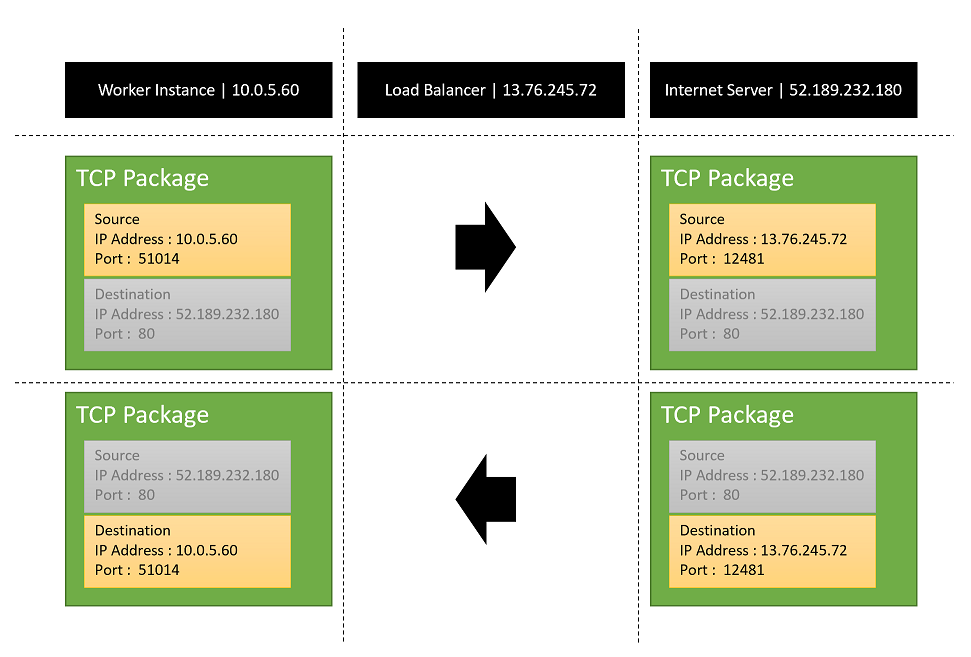 Worker Instance | 10.0.5.60
Load Balancer | 13.76.245.72
Internet Server | 52.189.232.180
TCP Package
Source
IP Address : 10.0.5.60
Port : 51014
Destination
IP Address : 52.189.232.180
Port : 80
TCP Package
Source
IP Address : 13.76.245.72
Port : 12481
Destination
IP Address : 52.189.232.180
Port : 80
TCP Package
Source
IP Address : 52.189.232.180
Port : 80
Destination
IP Address : 10.0.5.60
Port : 51014
TCP Package
Source
IP Address : 52.189.232.180
Port : 80
Destination
IP Address : 13.76.245.72
Port : 12481